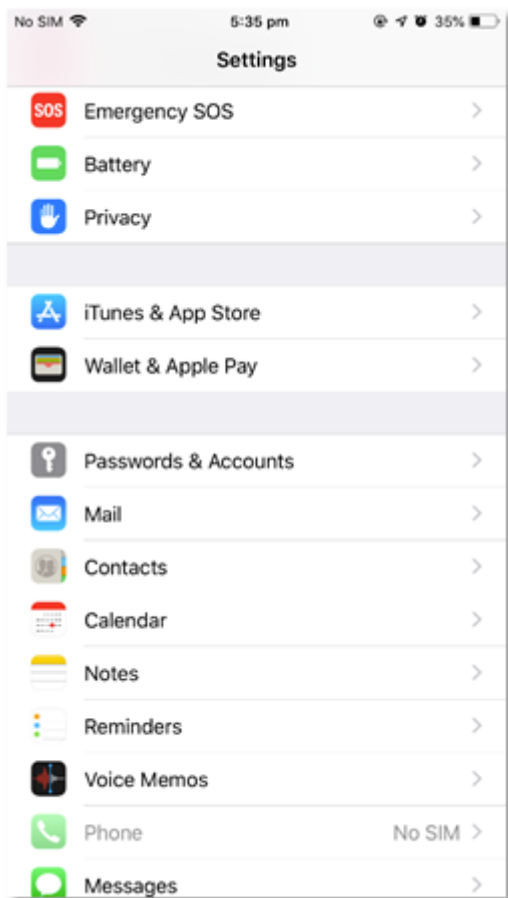 No SIM 5:35 pm 35%
Settings
SOS Emergency SOS
Battery
Privacy
iTunes & App Store
Wallet & Apple Pay
Passwords & Accounts
Mail
Contacts
Calendar
Notes
Reminders
Voice Memos
Phone No SIM
Messages